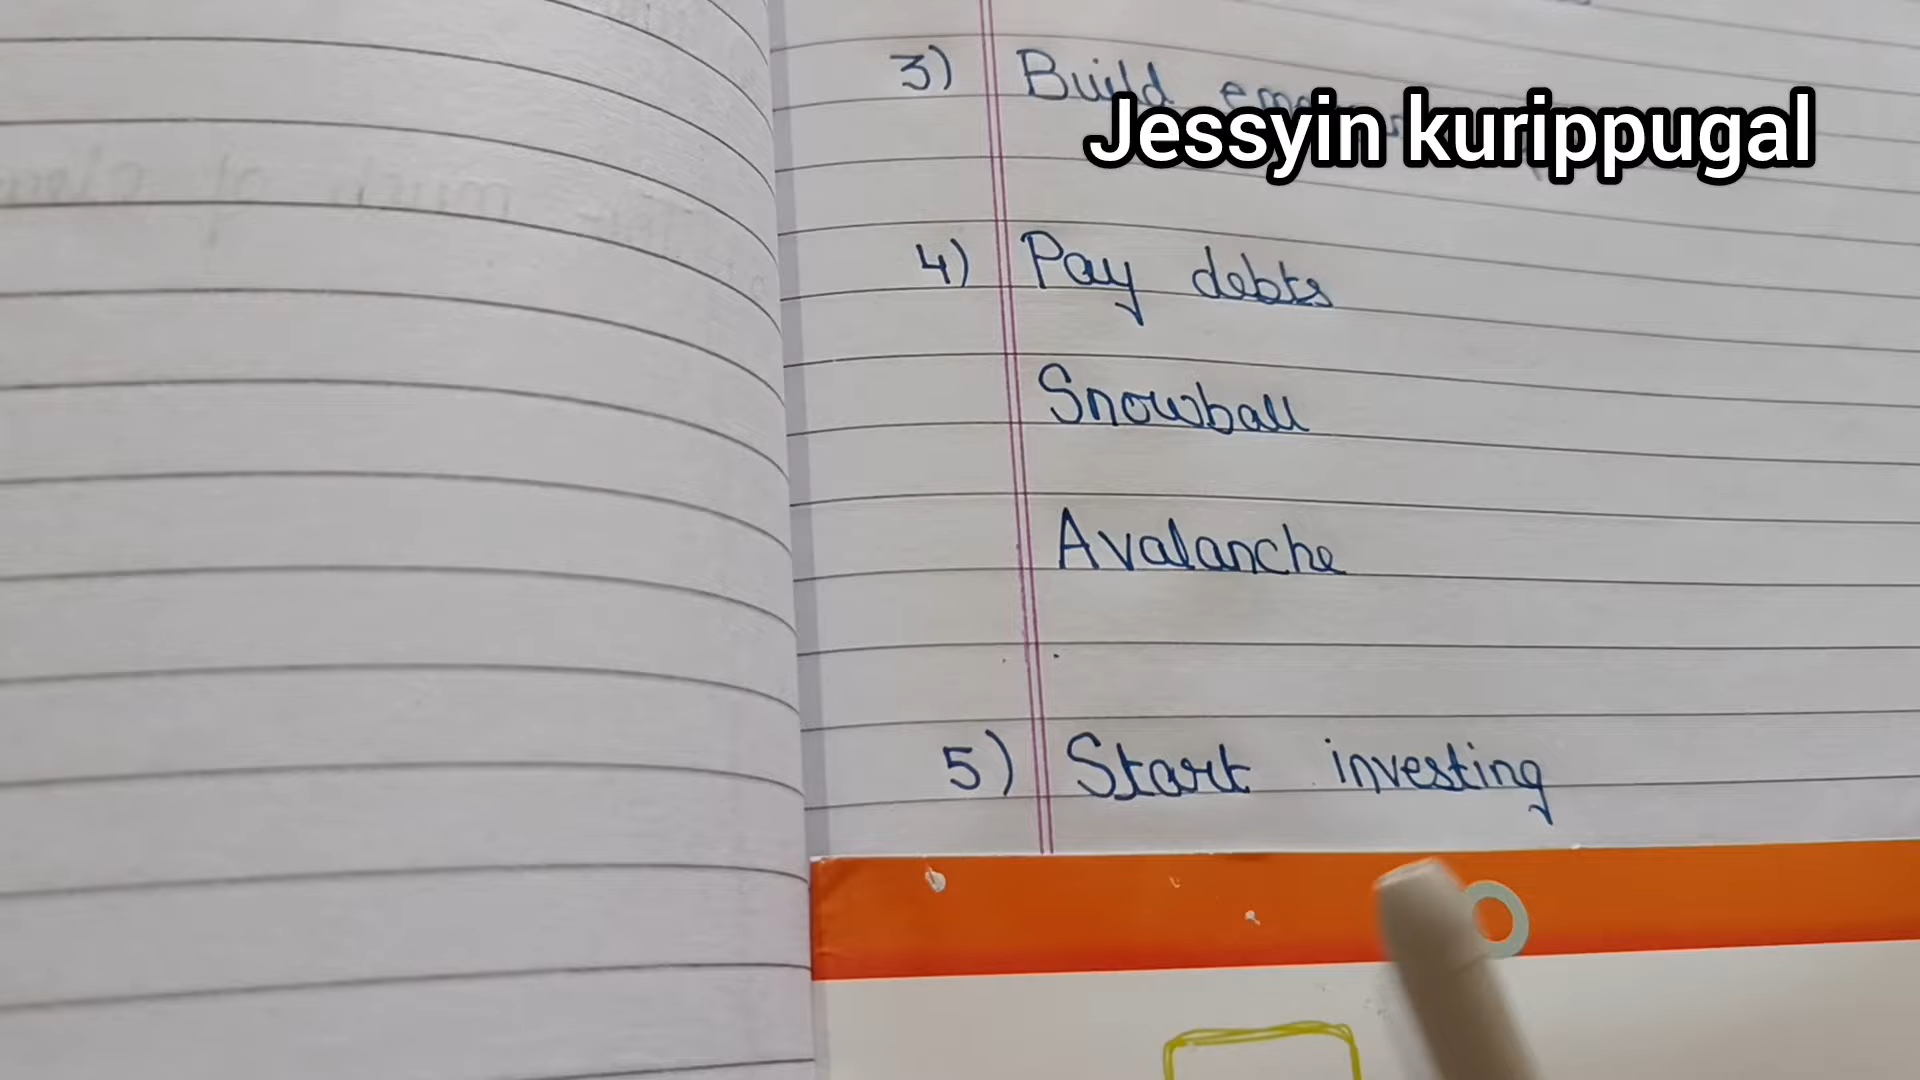 3) Build
Jessyin kurippugal
4) Pay debts
Snowball
Avalanche
5) Start investing